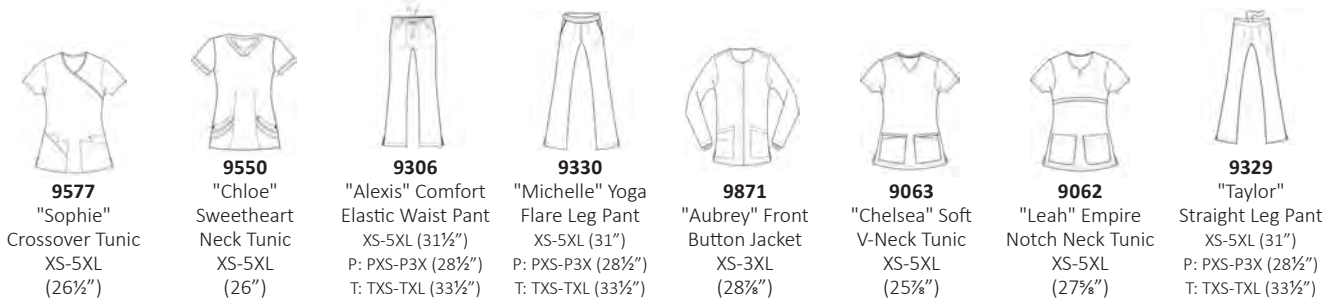 9577
"Sophie"
Crossover Tunic
XS-5XL
(26½”)
9550
"Chloe"
Sweetheart
Neck Tunic
XS-5XL
(26”)
9306
"Alexis" Comfort
Elastic Waist Pant
XS-5XL (31½”)
P: PXS-P3X (28½”)
T: TXS-TXL (33½”)
9330
"Michelle" Yoga
Flare Leg Pant
XS-5XL (31”)
P: PXS-P3X (28½”)
T: TXS-TXL (33½”)
9871
"Aubrey" Front
Button Jacket
XS-3XL
(28⅞”)
9063
"Chelsea" Soft
V-Neck Tunic
XS-5XL
(25⅞”)
9062
"Leah" Empire
Notch Neck Tunic
XS-5XL
(27⅝”)
9329
"Taylor"
Straight Leg Pant
XS-5XL (31”)
P: PXS-P3X (28½”)
T: TXS-TXL (33½”)